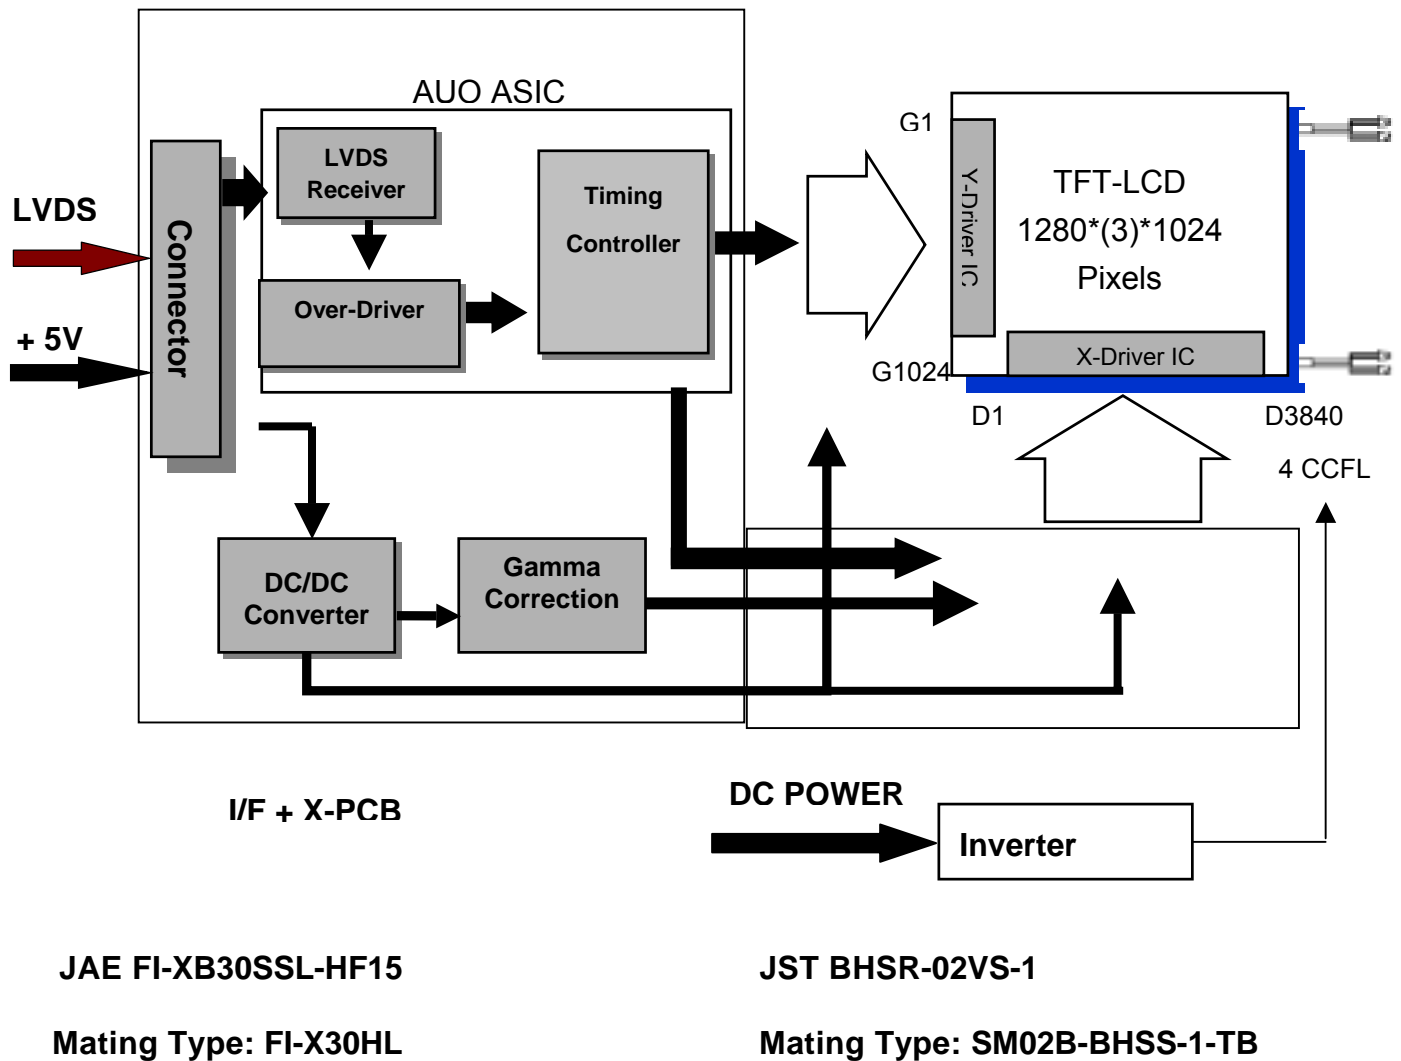 AUO ASIC
LVDS
Receiver
Timing
Controller
Over-Driver
Connector
LVDS
+ 5V
DC/DC
Converter
Gamma
Correction
G1
Y-Driver IC
TFT-LCD
1280*(3)*1024
Pixels
X-Driver IC
G1024
D1
D3840
4 CCFL
I/F + X-PCB
DC POWER
Inverter
JAE FI-XB30SSL-HF15
JST BHSR-02VS-1
Mating Type: FI-X30HL
Mating Type: SM02B-BHSS-1-TB